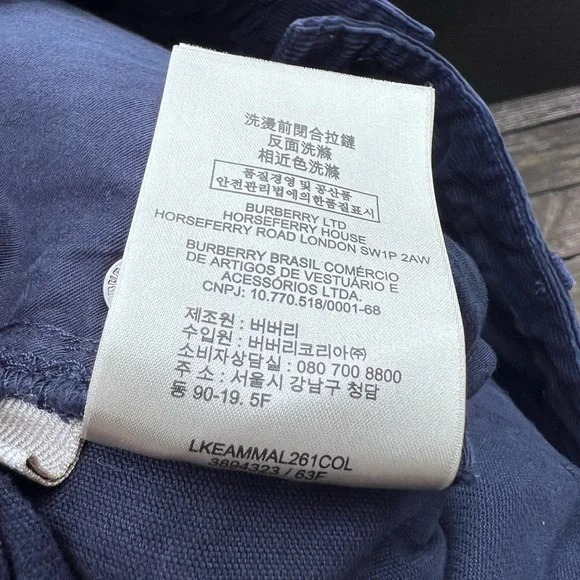 洗燙前閉合拉鏈
反面洗滌
相近色洗滌
품질경영 및 공산품
안전관리법에의한품질표시
BURBERRY LTD
HORSEFERRY HOUSE
HORSEFERRY ROAD LONDON SW1P 2AW
BURBERRY BRASIL COMÉRCIO
DE ARTIGOS DE VESTUÁRIO E
ACESSÓRIOS LTDA.
CNPJ: 10.770.518/0001-68
제조원 : 버버리
수입원 : 버버리코리아㈜
소비자상담실 : 080 700 8800
주 소 : 서울시 강남구 청담
동 90-19. 5F
LKEAMMAL261COL
3894323 / 63F